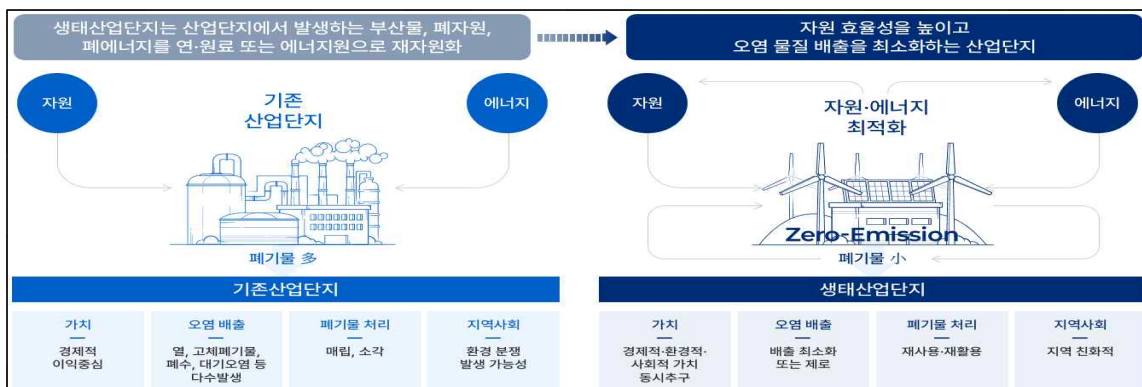 생태산업단지는 산업단지에서 발생하는 부산물, 폐자원,
폐에너지를 연·원료 또는 에너지원으로 재자원화
자원 효율성을 높이고
오염 물질 배출을 최소화하는 산업단지
자원
기존
산업단지
에너지
폐기물 多
자원
자원·에너지
최적화
에너지
Zero-Emission
폐기물 小
기존산업단지
가치
경제적
이익중심
오염 배출
열, 고체폐기물,
폐수, 대기오염 등
다수발생
폐기물 처리
매립, 소각
지역사회
환경 분쟁
발생 가능성
생태산업단지
가치
경제적·환경적·
사회적 가치
동시추구
오염 배출
배출 최소화
또는 제로
폐기물 처리
재사용·재활용
지역사회
지역 친화적